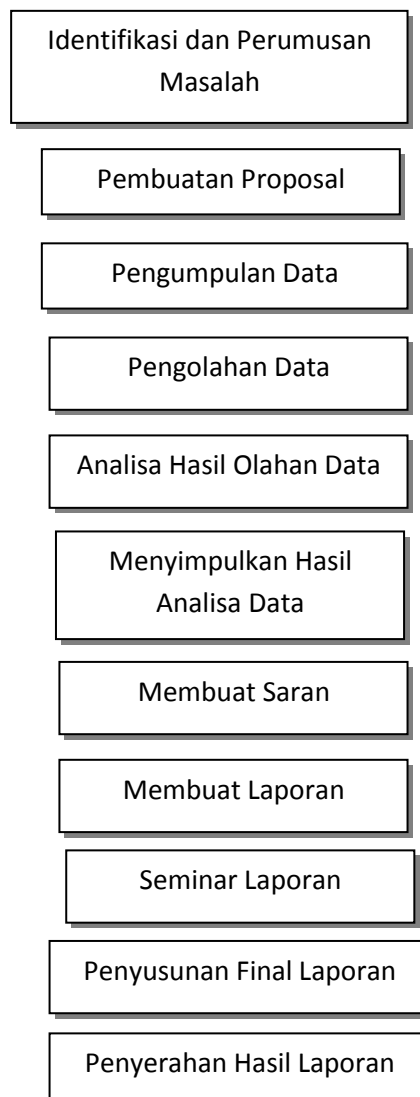 Identifikasi dan Perumusan
Masalah
Pembuatan Proposal
Pengumpulan Data
Pengolahan Data
Analisa Hasil Olahan Data
Menyimpulkan Hasil
Analisa Data
Membuat Saran
Membuat Laporan
Seminar Laporan
Penyusunan Final Laporan
Penyerahan Hasil Laporan